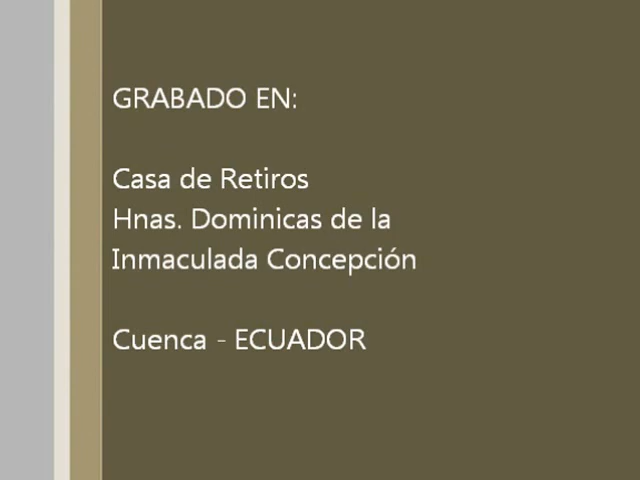 GRABADO EN:
Casa de Retiros
Hnas. Dominicas de la
Inmaculada Concepción
Cuenca - ECUADOR